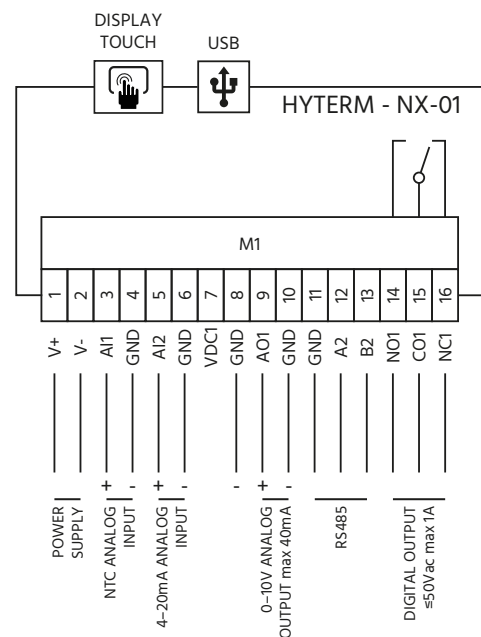 DISPLAY
TOUCH
USB
HYTERM - NX-01
M1
1 2 3 4 5 6 7 8 9 10 11 12 13 14 15 16
V+ V- AI1 GND AI2 GND VDC1 GND AO1 GND GND A2 B2 NO1 CO1 NC1
+ - + - - + -
POWER
SUPPLY
NTC ANALOG
INPUT
4–20mA ANALOG
INPUT
0–10V ANALOG
OUTPUT max 40mA
RS485
DIGITAL OUTPUT
≤50Vac max 1A